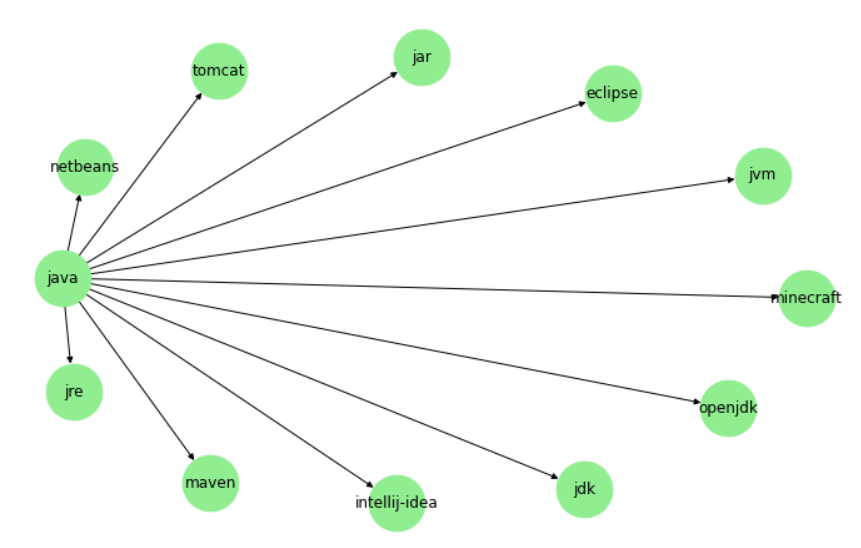 jar
tomcat
eclipse
netbeans
jvm
java
minecraft
jre
openjdk
maven
jdk
intellij-idea